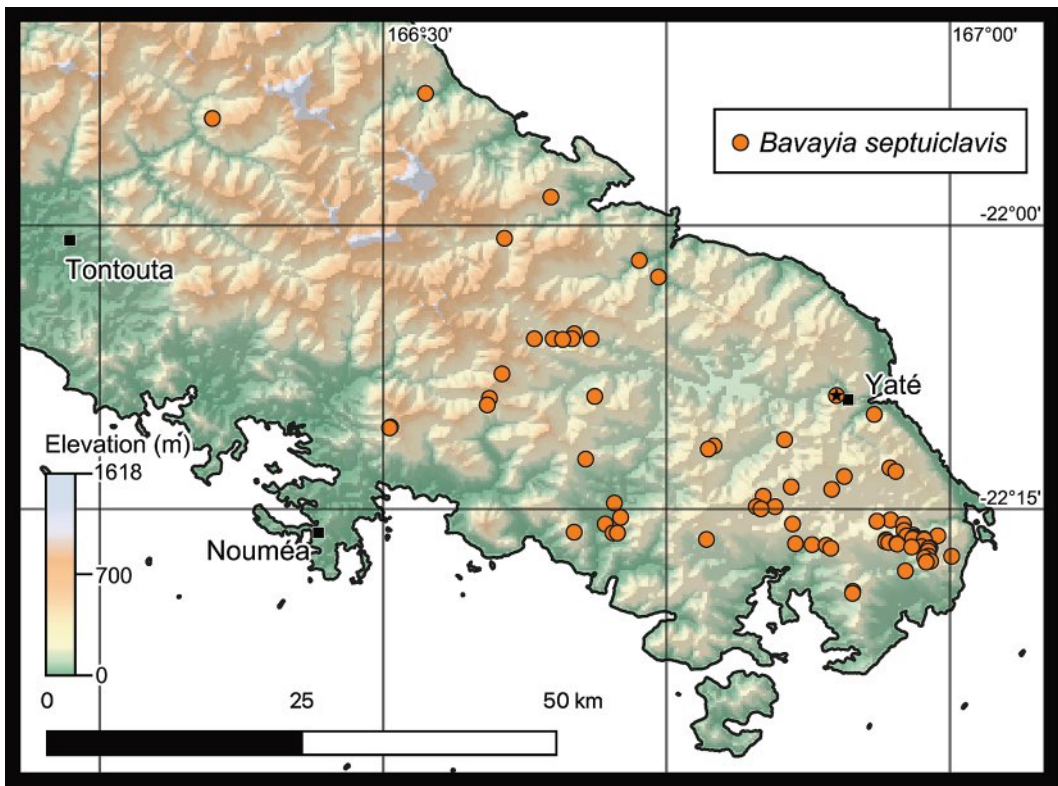 166°30'
167°00'
Bavayia septuiclavis
-22°00'
Tontouta
Yaté
Elevation (m)
1618
-22°15'
Nouméa
700
0
0
25
50 km